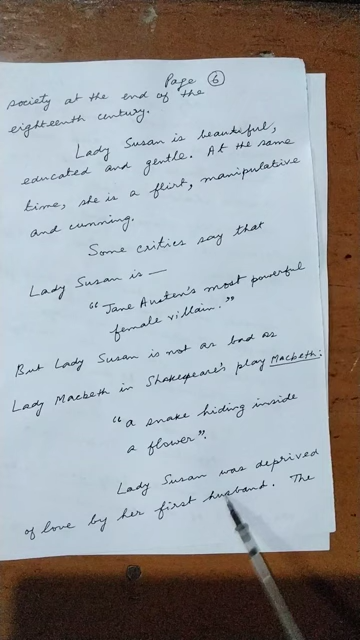 Page 6
society at the end of the
eighteenth century.
Lady Susan is beautiful,
educated and gentle. At the same
time, she is a flirt, manipulative
and cunning.
Some critics say that
Lady Susan is —
"Jane Austen's most powerful
female villain."
But Lady Susan is not as bad as
Lady Macbeth in Shakespeare's play Macbeth:
"a snake hiding inside
a flower".
Lady Susan was deprived
of love by her first husband. The